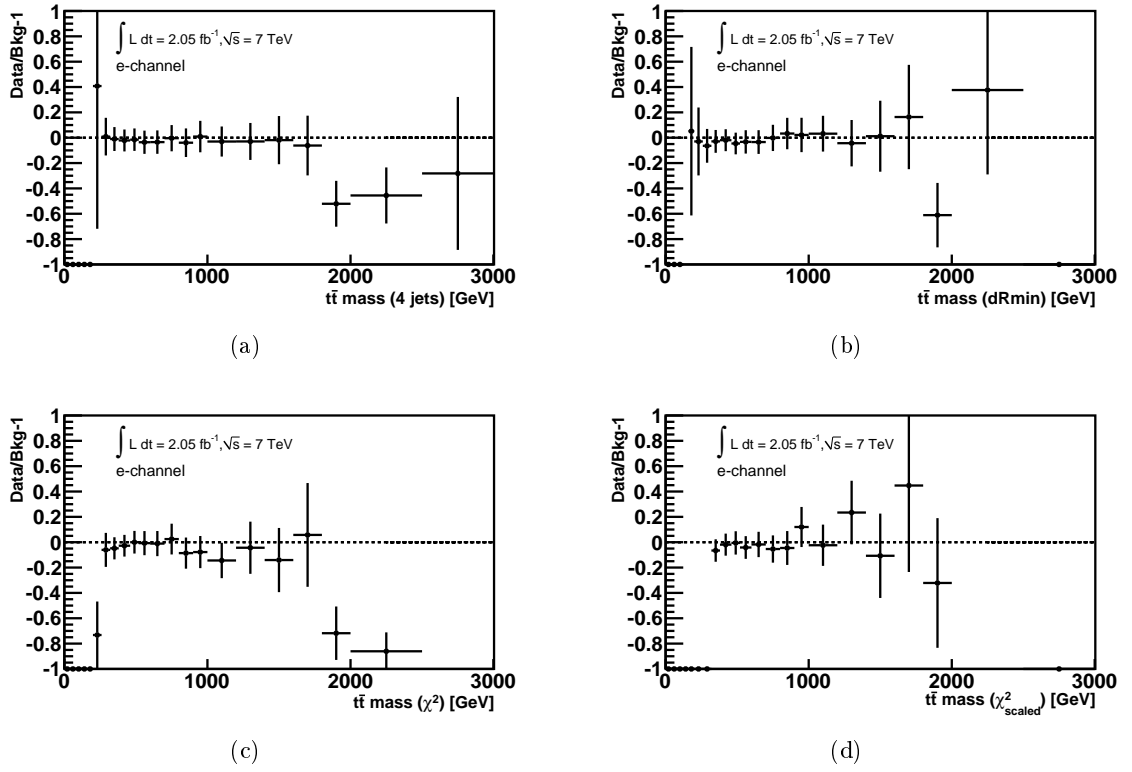 Data/Bkg-1
1
0.8
0.6
0.4
0.2
0
-0.2
-0.4
-0.6
-0.8
-1
∫ L dt = 2.05 fb⁻¹,√s = 7 TeV
e-channel
0 1000 2000 3000
tt̄ mass (4 jets) [GeV]
(a)
Data/Bkg-1
1
0.8
0.6
0.4
0.2
0
-0.2
-0.4
-0.6
-0.8
-1
∫ L dt = 2.05 fb⁻¹,√s = 7 TeV
e-channel
0 1000 2000 3000
tt̄ mass (dRmin) [GeV]
(b)
Data/Bkg-1
1
0.8
0.6
0.4
0.2
0
-0.2
-0.4
-0.6
-0.8
-1
∫ L dt = 2.05 fb⁻¹,√s = 7 TeV
e-channel
0 1000 2000 3000
tt̄ mass (χ²) [GeV]
(c)
Data/Bkg-1
1
0.8
0.6
0.4
0.2
0
-0.2
-0.4
-0.6
-0.8
-1
∫ L dt = 2.05 fb⁻¹,√s = 7 TeV
e-channel
0 1000 2000 3000
tt̄ mass (χ²scaled) [GeV]
(d)